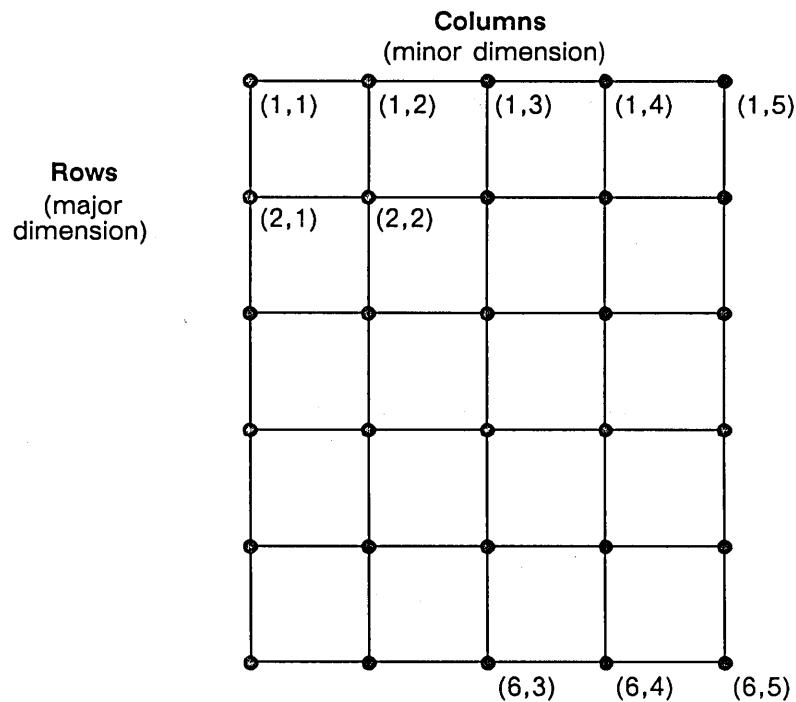 Columns
(minor dimension)
(1,1) (1,2) (1,3) (1,4) (1,5)
Rows
(major
dimension)
(2,1) (2,2)
(6,3) (6,4) (6,5)